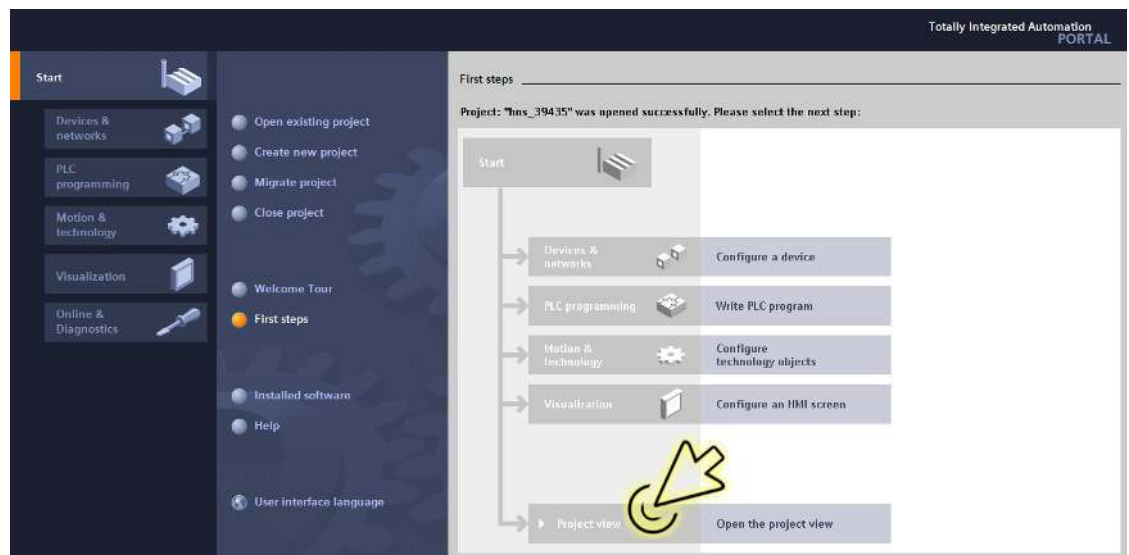 Totally Integrated Automation
PORTAL
Start
Devices &
networks
PLC
programming
Motion &
technology
Visualization
Online &
Diagnostics
Open existing project
Create new project
Migrate project
Close project
Welcome Tour
First steps
Installed software
Help
User interface language
First steps
Project: "hns_39435" was opened successfully. Please select the next step:
Start
Devices &
networks
Configure a device
PLC programming
Write PLC program
Motion &
technology
Configure
technology objects
Visualization
Configure an HMI screen
Project view
Open the project view